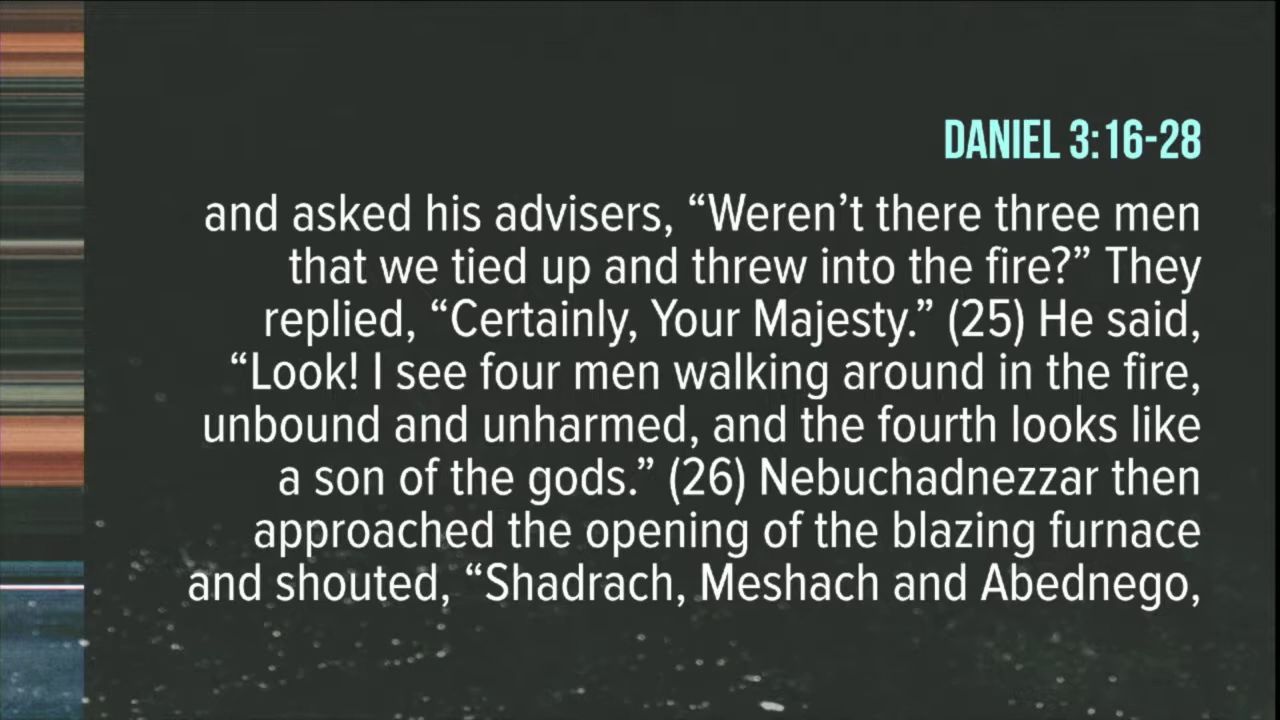 DANIEL 3:16-28
and asked his advisers, “Weren’t there three men
that we tied up and threw into the fire?” They
replied, “Certainly, Your Majesty.” (25) He said,
“Look! I see four men walking around in the fire,
unbound and unharmed, and the fourth looks like
a son of the gods.” (26) Nebuchadnezzar then
approached the opening of the blazing furnace
and shouted, “Shadrach, Meshach and Abednego,